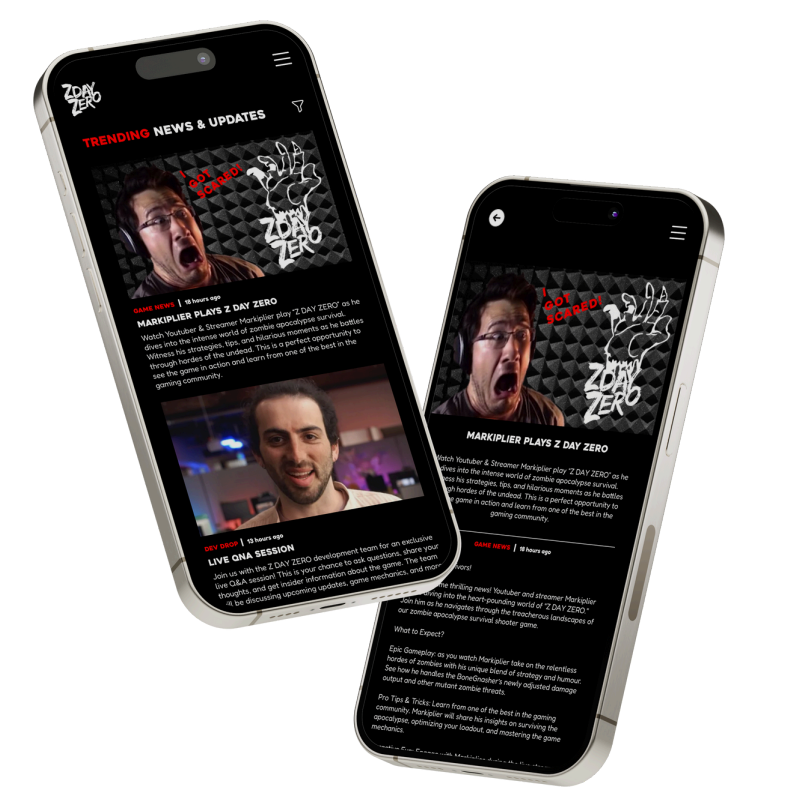 Z DAY
ZERO
TRENDING NEWS & UPDATES
I
GOT
SCARED!
Z DAY
ZERO
GAME NEWS | 18 hours ago
MARKIPLIER PLAYS Z DAY ZERO
Watch Youtuber & Streamer Markiplier play "Z DAY ZERO" as he
dives into the intense world of zombie apocalypse survival.
Witness his strategies, tips, and hilarious moments as he battles
through hordes of the undead. This is a perfect opportunity to
see the game in action and learn from one of the best in the
gaming community.
DEV DROP | 13 hours ago
LIVE QNA SESSION
Join us with the Z DAY ZERO development team for an exclusive
live Q&A session! This is your chance to ask questions, share your
thoughts, and get insider information about the game. The team
be discussing upcoming updates, game mechanics, and more
I
GOT
SCARED!
Z DAY
ZERO
MARKIPLIER PLAYS Z DAY ZERO
Watch Youtuber & Streamer Markiplier play "Z DAY ZERO" as he
dives into the intense world of zombie apocalypse survival.
his strategies, tips, and hilarious moments as he battles
hordes of the undead. This is a perfect opportunity to
game in action and learn from one of the best in the
gaming community.
GAME NEWS | 18 hours ago
vors!
me thrilling news! Youtuber and streamer Markiplier
diving into the heart-pounding world of "Z DAY ZERO."
Join him as he navigates through the treacherous landscapes of
our zombie apocalypse survival shooter game.
What to Expect?
Epic Gameplay: as you watch Markiplier take on the relentless
hordes of zombies with his unique blend of strategy and humour.
See how he handles the BoneGnasher's newly adjusted damage
output and other mutant zombie threats.
Pro Tips & Tricks: Learn from one of the best in the gaming
community. Markiplier will share his insights on surviving the
apocalypse, optimizing your loadout, and mastering the game
mechanics.